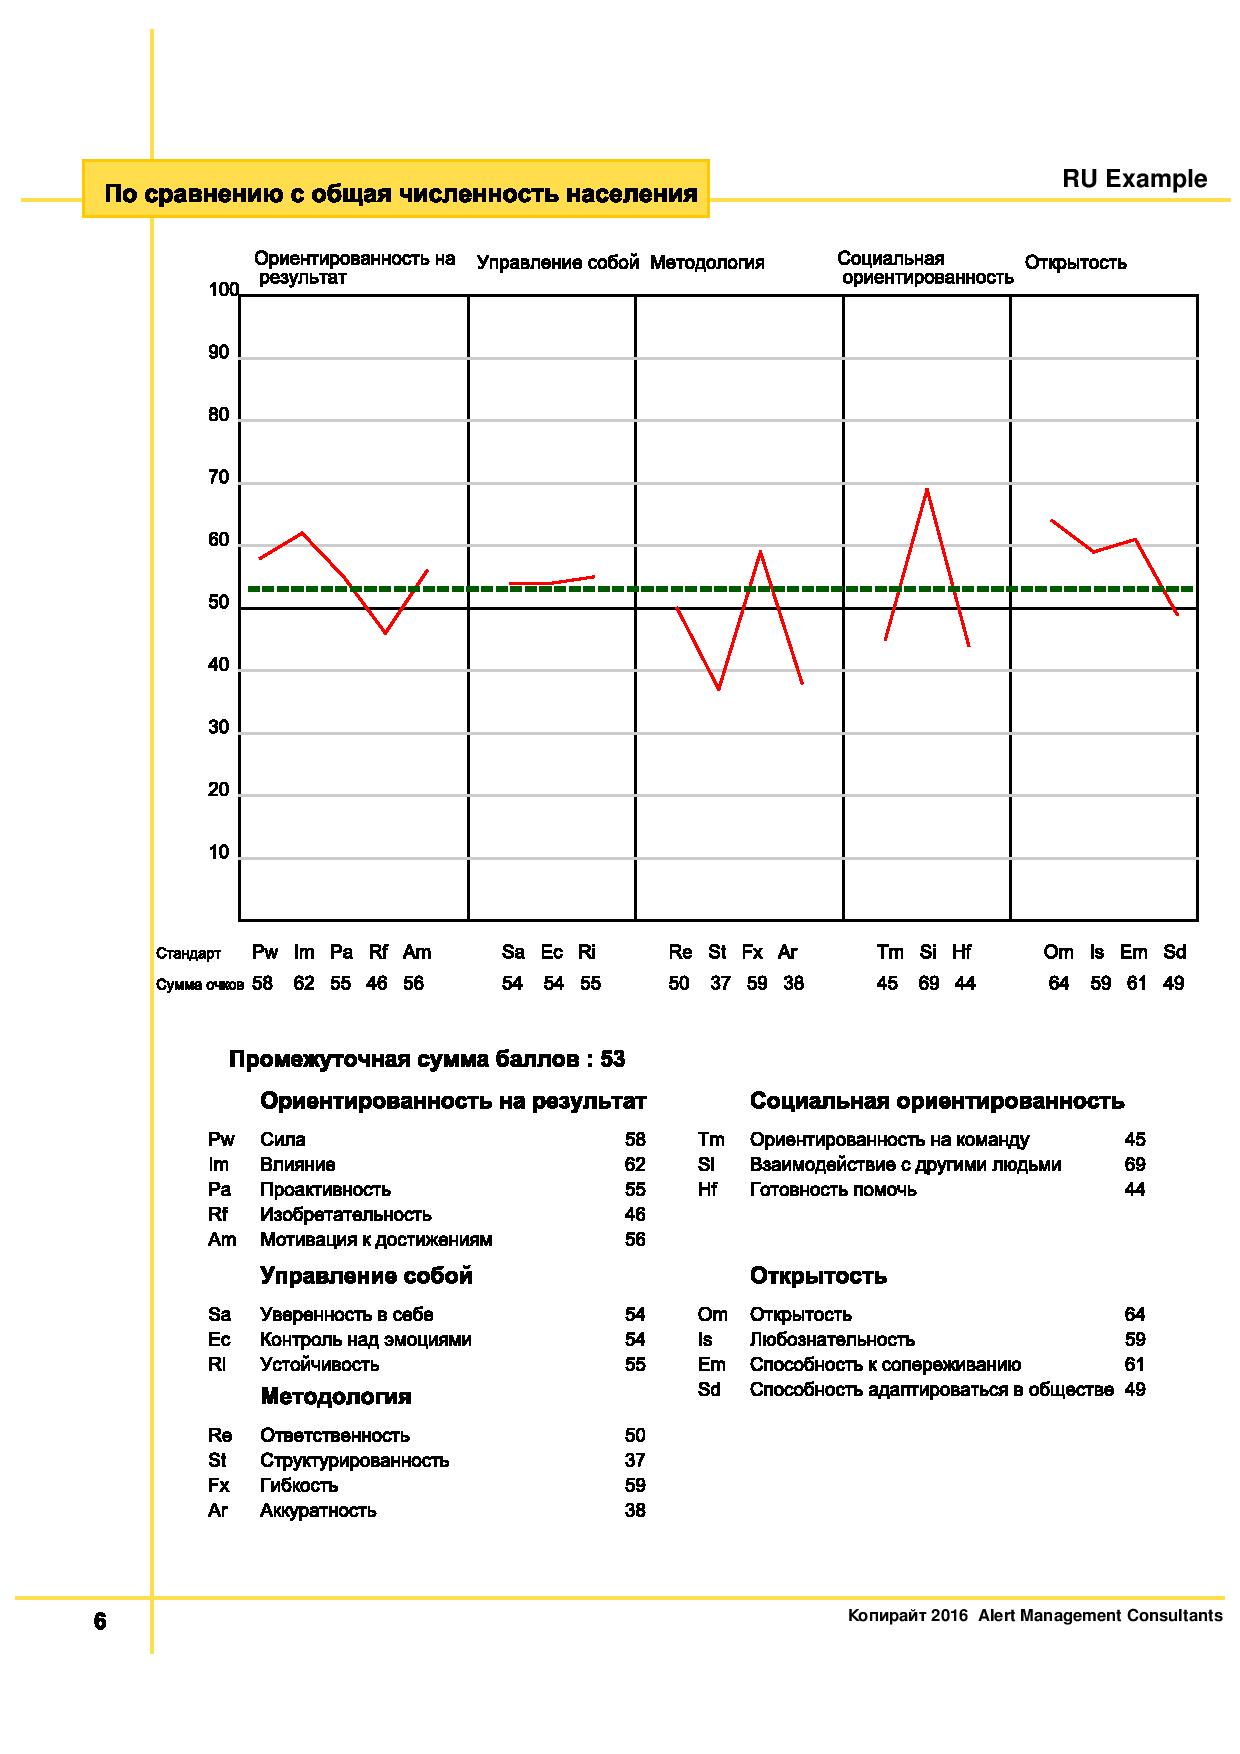 RU Example
По сравнению с общая численность населения
Ориентированность на результат
Управление собой
Методология
Социальная ориентированность
Открытость
100
90
80
70
60
50
40
30
20
10
Стандарт Pw Im Pa Rf Am Sa Ec Ri Re St Fx Ar Tm Si Hf Om Is Em Sd
Сумма очков 58 62 55 46 56 54 54 55 50 37 59 38 45 69 44 64 59 61 49
Промежуточная сумма баллов : 53
Ориентированность на результат
Pw Сила 58
Im Влияние 62
Pa Проактивность 55
Rf Изобретательность 46
Am Мотивация к достижениям 56
Управление собой
Sa Уверенность в себе 54
Ec Контроль над эмоциями 54
RI Устойчивость 55
Методология
Re Ответственность 50
St Структурированность 37
Fx Гибкость 59
Ar Аккуратность 38
Социальная ориентированность
Tm Ориентированность на команду 45
SI Взаимодействие с другими людьми 69
Hf Готовность помочь 44
Открытость
Om Открытость 64
Is Любознательность 59
Em Способность к сопереживанию 61
Sd Способность адаптироваться в обществе 49
6
Копирайт 2016 Alert Management Consultants